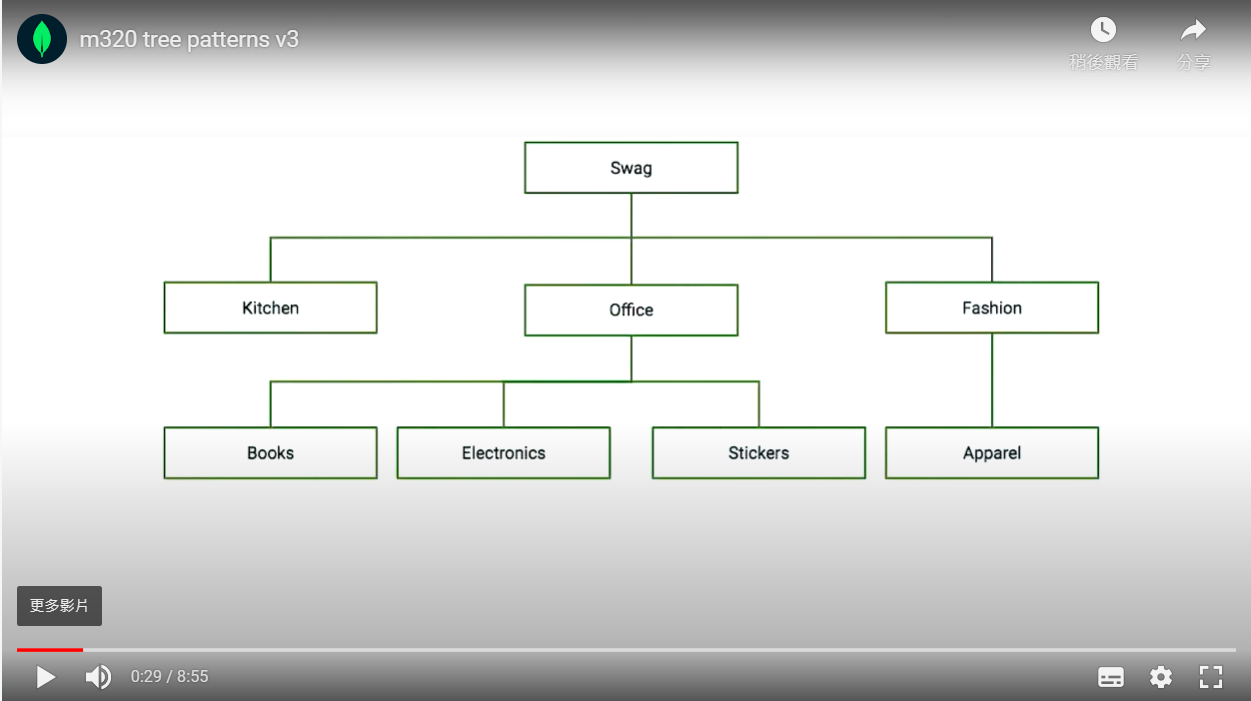 m320 tree patterns v3
稍後觀看
分享
Swag
Kitchen
Office
Fashion
Books
Electronics
Stickers
Apparel
更多影片
0:29 / 8:55